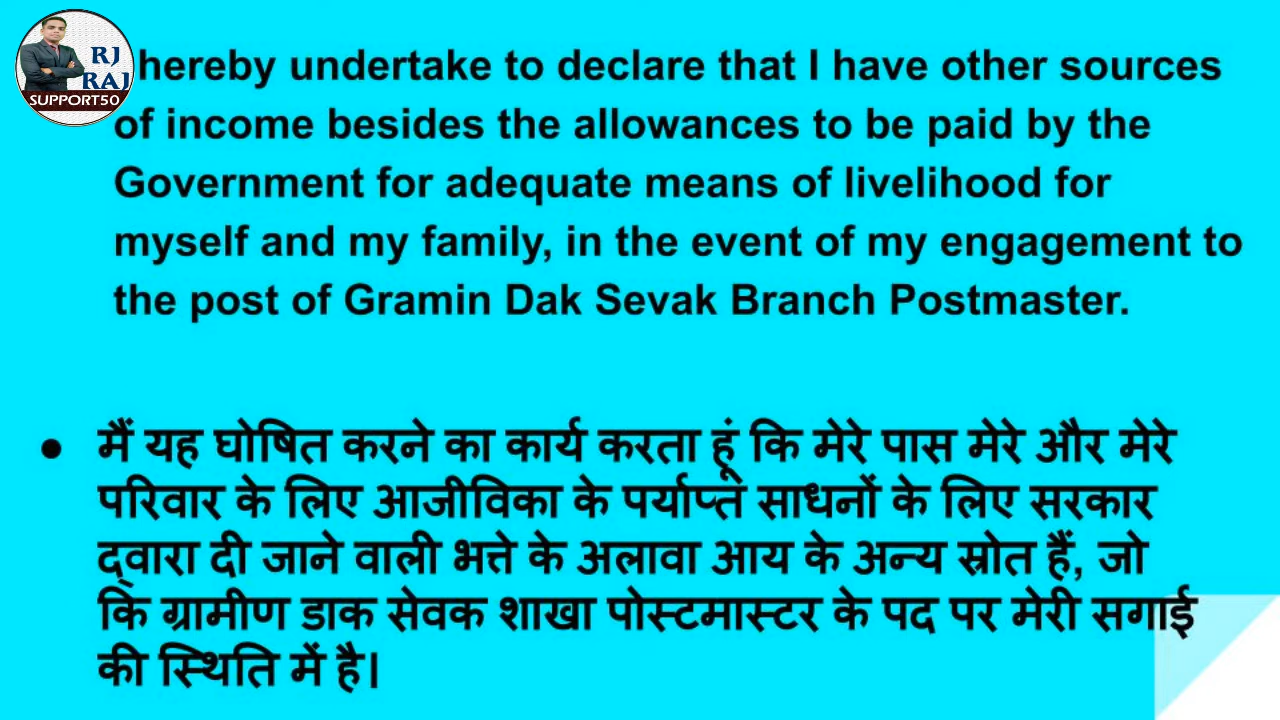 RJ
RAJ
SUPPORT50
hereby undertake to declare that I have other sources
of income besides the allowances to be paid by the
Government for adequate means of livelihood for
myself and my family, in the event of my engagement to
the post of Gramin Dak Sevak Branch Postmaster.
● मैं यह घोषित करने का कार्य करता हूं कि मेरे पास मेरे और मेरे
परिवार के लिए आजीविका के पर्याप्त साधनों के लिए सरकार
द्वारा दी जाने वाली भत्ते के अलावा आय के अन्य स्रोत हैं, जो
कि ग्रामीण डाक सेवक शाखा पोस्टमास्टर के पद पर मेरी सगाई
की स्थिति में है।